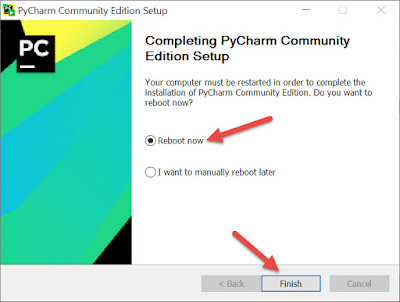 PyCharm Community Edition Setup
PC
Completing PyCharm Community
Edition Setup
Your computer must be restarted in order to complete the
installation of PyCharm Community Edition. Do you want to
reboot now?
Reboot now
I want to manually reboot later
< Back
Finish
Cancel